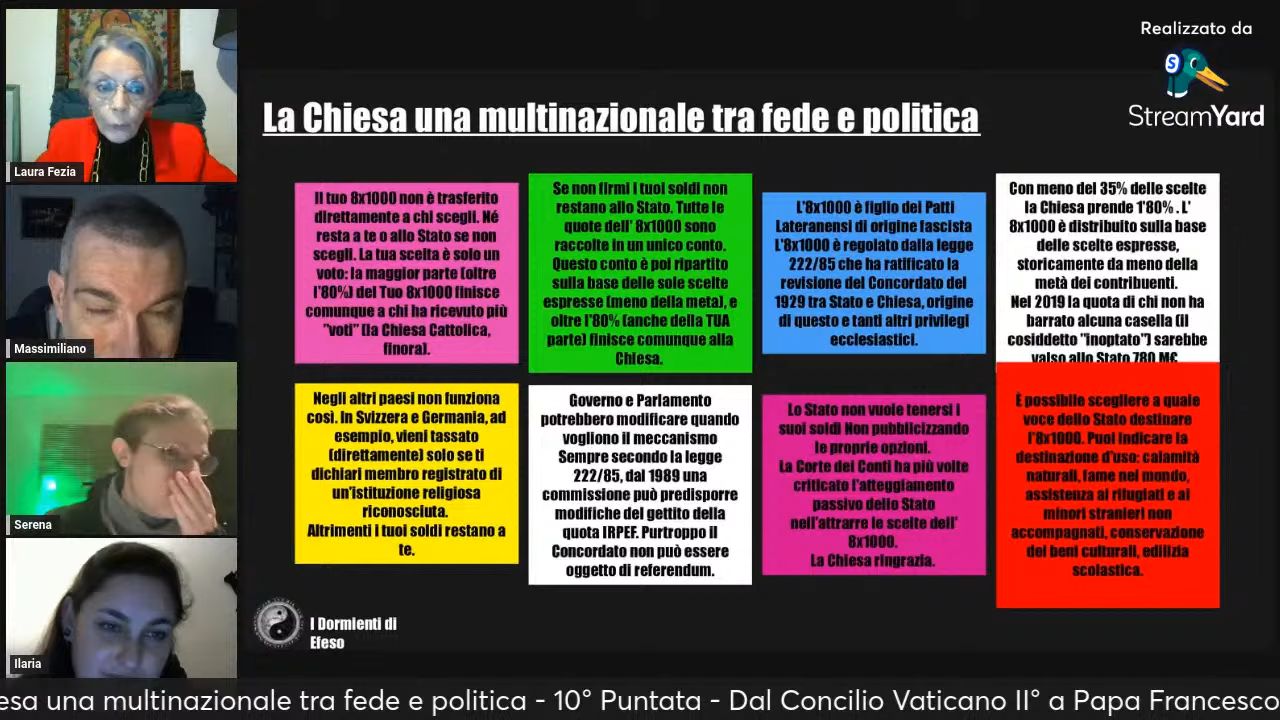 Realizzato da
S
StreamYard
Laura Fezia
Massimiliano
Serena
Ilaria
La Chiesa una multinazionale tra fede e politica
Il tuo 8x1000 non è trasferito
direttamente a chi scegli. Né
resta a te o allo Stato se non
scegli. La tua scelta è solo un
voto: la maggior parte (oltre
l'80%) del Tuo 8x1000 finisce
comunque a chi ha ricevuto più
"voti" (la Chiesa Cattolica,
finora).
Se non firmi i tuoi soldi non
restano allo Stato. Tutte le
quote dell' 8x1000 sono
raccolte in un unico conto.
Questo conto è poi ripartito
sulla base delle sole scelte
espresse (meno della meta), e
oltre l'80% (anche della TUA
parte) finisce comunque alla
Chiesa.
L'8x1000 è figlio dei Patti
Lateranensi di origine fascista
L'8x1000 è regolato dalla legge
222/85 che ha ratificato la
revisione del Concordato del
1929 tra Stato e Chiesa, origine
di questo e tanti altri privilegi
ecclesiastici.
Con meno del 35% delle scelte
la Chiesa prende 1'80% . L'
8x1000 è distribuito sulla base
delle scelte espresse,
storicamente da meno della
metà dei contribuenti.
Nel 2019 la quota di chi non ha
barrato alcuna casella (il
cosiddetto "inoptato") sarebbe
valso allo Stato 780 M€
Negli altri paesi non funziona
così. In Svizzera e Germania, ad
esempio, vieni tassato
(direttamente) solo se ti
dichiari membro registrato di
un'istituzione religiosa
riconosciuta.
Altrimenti i tuoi soldi restano a
te.
Governo e Parlamento
potrebbero modificare quando
vogliono il meccanismo
Sempre secondo la legge
222/85, dal 1989 una
commissione può predisporre
modifiche del gettito della
quota IRPEF. Purtroppo il
Concordato non può essere
oggetto di referendum.
Lo Stato non vuole tenersi i
suoi soldi Non pubblicizzando
le proprie opzioni.
La Corte dei Conti ha più volte
criticato l'atteggiamento
passivo dello Stato
nell'attrarre le scelte dell'
8x1000.
La Chiesa ringrazia.
È possibile scegliere a quale
voce dello Stato destinare
l'8x1000. Puoi indicare la
destinazione d'uso: calamità
naturali, fame nel mondo,
assistenza ai rifugiati e ai
minori stranieri non
accompagnati, conservazione
dei beni culturali, edilizia
scolastica.
I Dormienti di
Efeso
esa una multinazionale tra fede e politica - 10° Puntata - Dal Concilio Vaticano II° a Papa Francesco